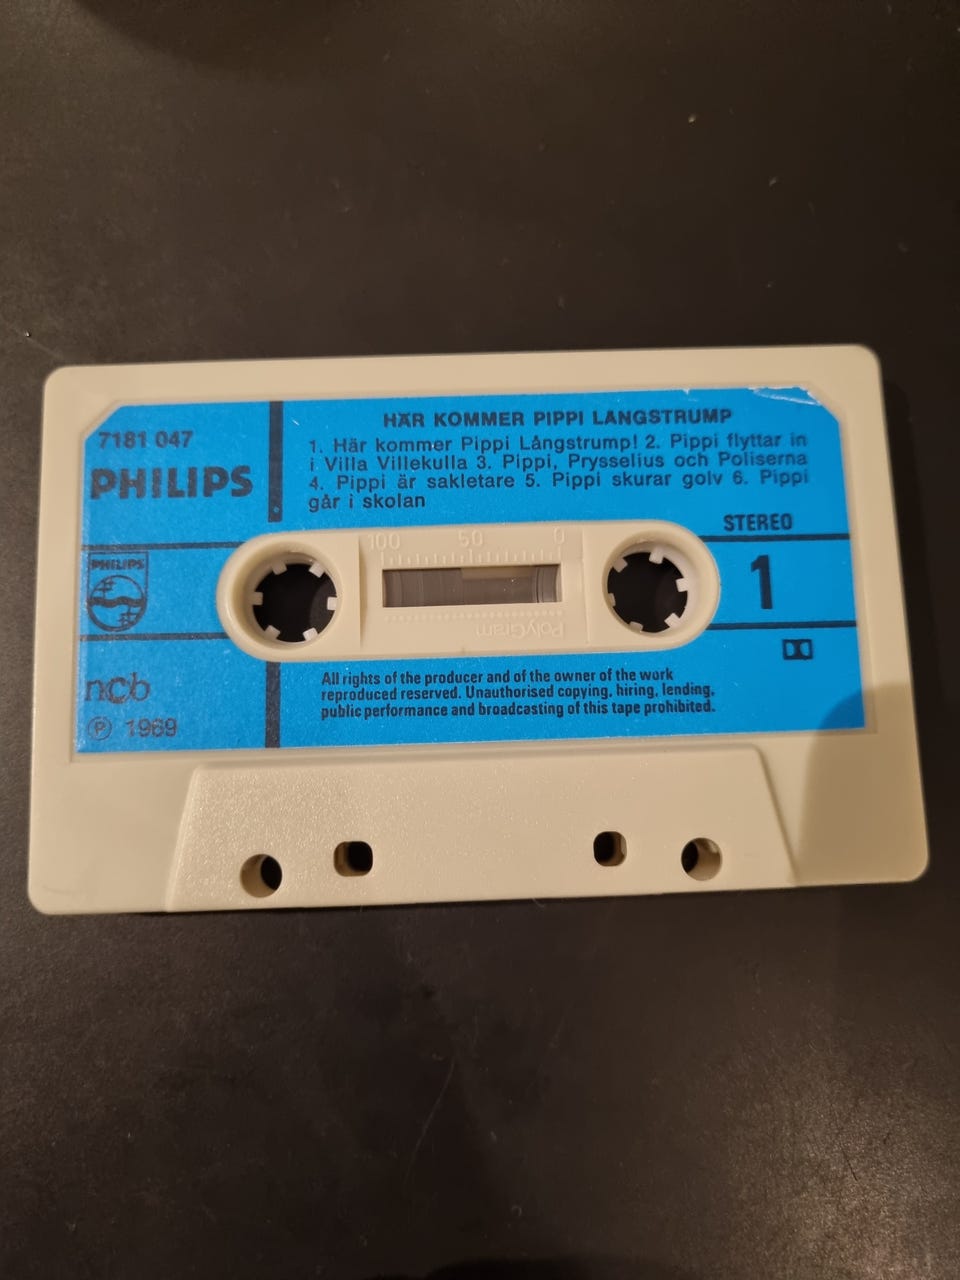 7181 047
PHILIPS
HÄR KOMMER PIPPI LANGSTRUMP
1. Här kommer Pippi Långstrump! 2. Pippi flyttar in
i Villa Villekulla 3. Pippi, Prysselius och Poliserna
4. Pippi är sakletare 5. Pippi skurar golv 6. Pippi
går i skolan
STEREO
1
100 50 0
PolyGram
PHILIPS
ncb
Ⓟ 1969
All rights of the producer and of the owner of the work
reproduced reserved. Unauthorised copying, hiring, lending,
public performance and broadcasting of this tape prohibited.